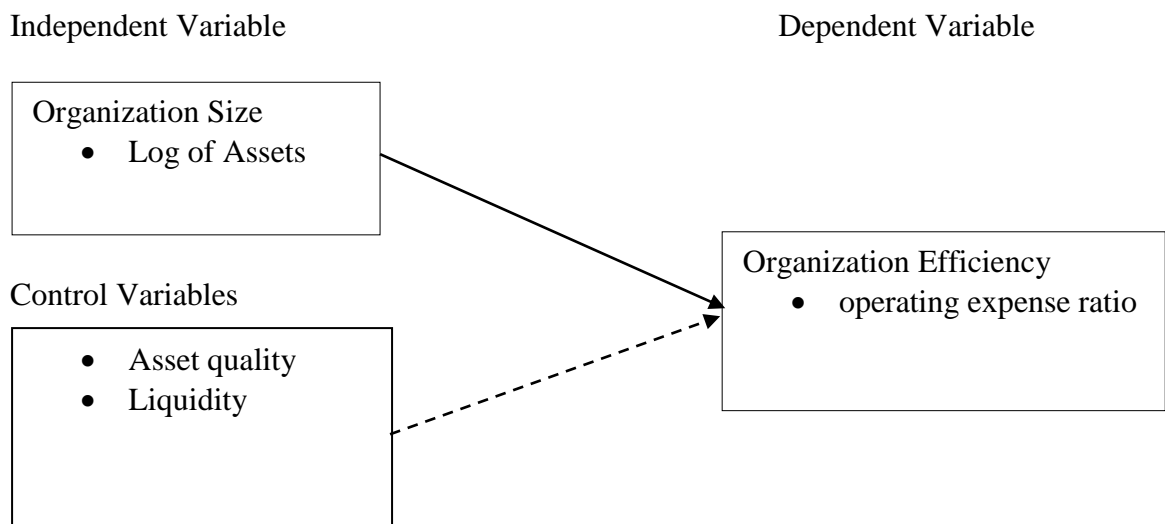 Independent Variable
Dependent Variable
Organization Size
• Log of Assets
Organization Efficiency
• operating expense ratio
Control Variables
• Asset quality
• Liquidity